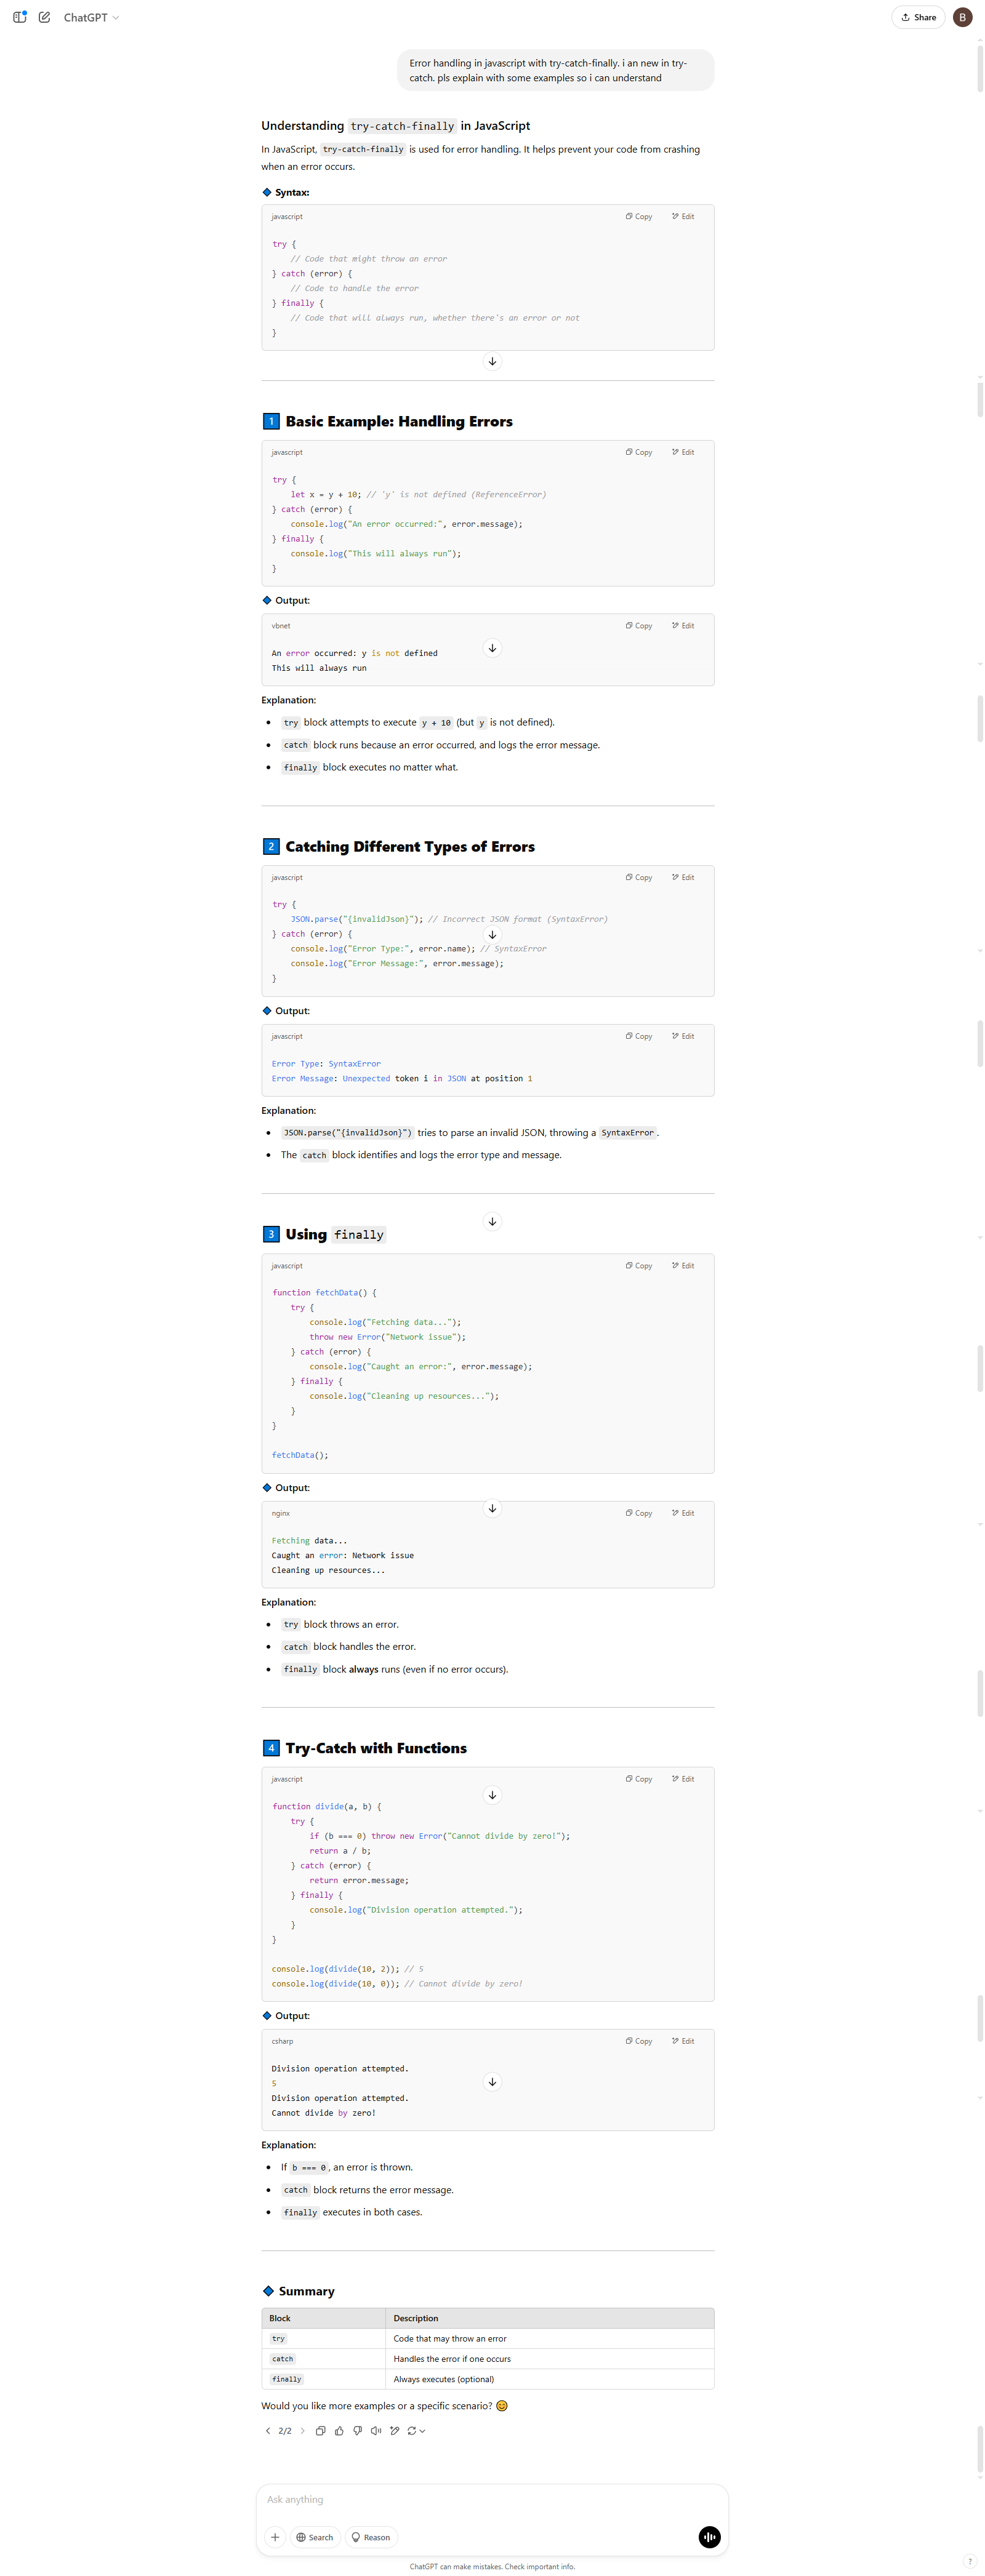 ChatGPT
Share
B
Error handling in javascript with try-catch-finally. i an new in try-
catch. pls explain with some examples so i can understand
Understanding try-catch-finally in JavaScript
In JavaScript, try-catch-finally is used for error handling. It helps prevent your code from crashing
when an error occurs.
Syntax:
javascript
Copy
Edit
try {
    // Code that might throw an error
} catch (error) {
    // Code to handle the error
} finally {
    // Code that will always run, whether there's an error or not
}
1 Basic Example: Handling Errors
javascript
Copy
Edit
try {
    let x = y + 10; // 'y' is not defined (ReferenceError)
} catch (error) {
    console.log("An error occurred:", error.message);
} finally {
    console.log("This will always run");
}
Output:
vbnet
Copy
Edit
An error occurred: y is not defined
This will always run
Explanation:
• try block attempts to execute y + 10 (but y is not defined).
• catch block runs because an error occurred, and logs the error message.
• finally block executes no matter what.
2 Catching Different Types of Errors
javascript
Copy
Edit
try {
    JSON.parse("{invalidJson}"); // Incorrect JSON format (SyntaxError)
} catch (error) {
    console.log("Error Type:", error.name); // SyntaxError
    console.log("Error Message:", error.message);
}
Output:
javascript
Copy
Edit
Error Type: SyntaxError
Error Message: Unexpected token i in JSON at position 1
Explanation:
• JSON.parse("{invalidJson}") tries to parse an invalid JSON, throwing a SyntaxError.
• The catch block identifies and logs the error type and message.
3 Using finally
javascript
Copy
Edit
function fetchData() {
    try {
        console.log("Fetching data...");
        throw new Error("Network issue");
    } catch (error) {
        console.log("Caught an error:", error.message);
    } finally {
        console.log("Cleaning up resources...");
    }
}
fetchData();
Output:
nginx
Copy
Edit
Fetching data...
Caught an error: Network issue
Cleaning up resources...
Explanation:
• try block throws an error.
• catch block handles the error.
• finally block always runs (even if no error occurs).
4 Try-Catch with Functions
javascript
Copy
Edit
function divide(a, b) {
    try {
        if (b === 0) throw new Error("Cannot divide by zero!");
        return a / b;
    } catch (error) {
        return error.message;
    } finally {
        console.log("Division operation attempted.");
    }
}
console.log(divide(10, 2)); // 5
console.log(divide(10, 0)); // Cannot divide by zero!
Output:
csharp
Copy
Edit
Division operation attempted.
5
Division operation attempted.
Cannot divide by zero!
Explanation:
• If b === 0, an error is thrown.
• catch block returns the error message.
• finally executes in both cases.
Summary
Block Description
try Code that may throw an error
catch Handles the error if one occurs
finally Always executes (optional)
Would you like more examples or a specific scenario? 😊
2/2
Ask anything
Search
Reason
ChatGPT can make mistakes. Check important info.
?